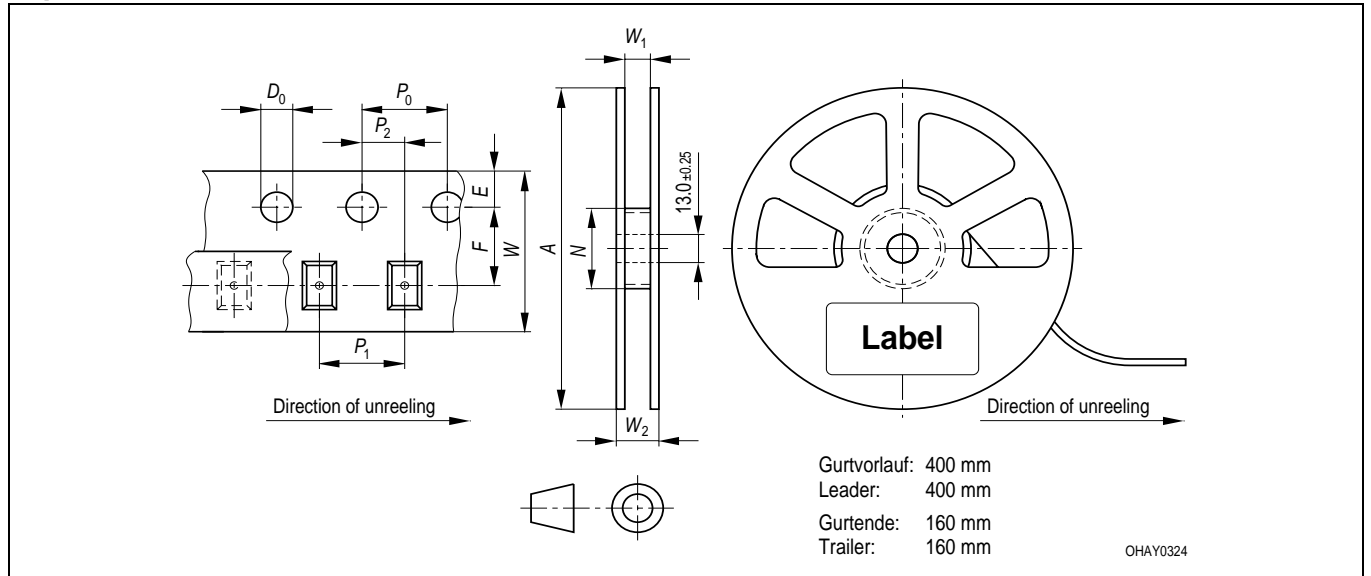 W1
D0
P0
P2
E
F
W
A
N
13.0 ±0.25
P1
Label
Direction of unreeling
W2
Direction of unreeling
Gurtvorlauf: 400 mm
Leader: 400 mm
Gurtende: 160 mm
Trailer: 160 mm
OHAY0324